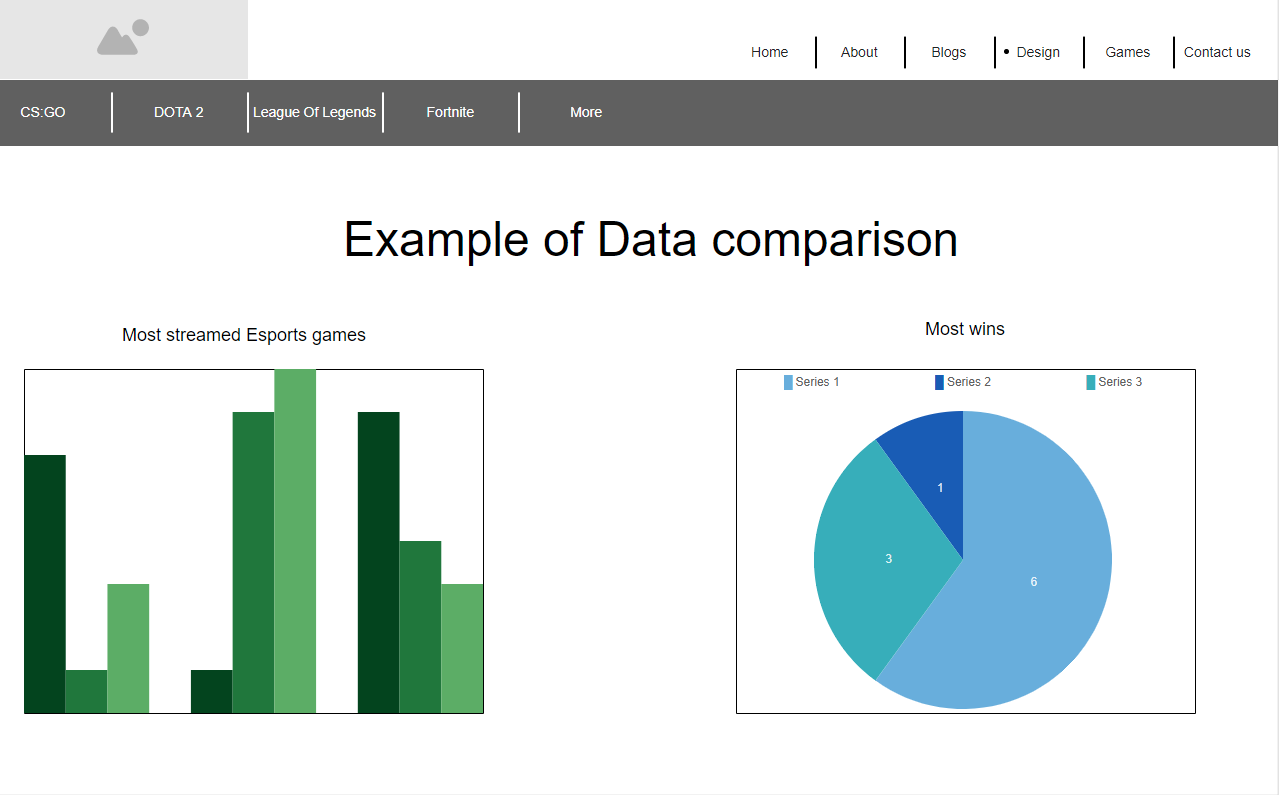 Home
About
Blogs
• Design
Games
Contact us
CS:GO
DOTA 2
League Of Legends
Fortnite
More
Example of Data comparison
Most streamed Esports games
Most wins
Series 1
Series 2
Series 3
1
3
6